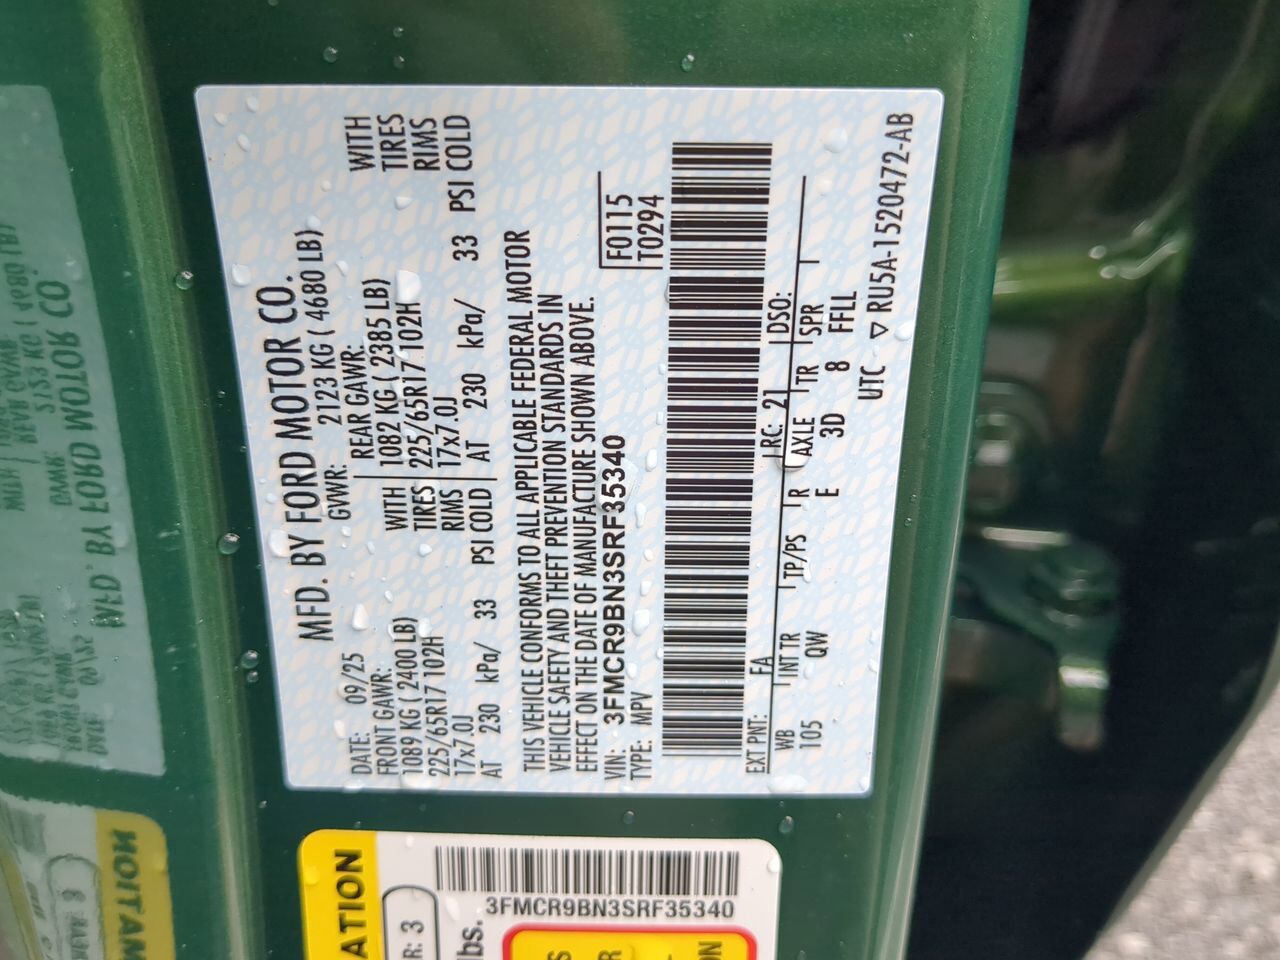 MFD. BY FORD MOTOR CO.
DATE: 09/25 GVWR: 2123 KG ( 4680 LB)
FRONT GAWR: REAR GAWR:
1089 KG ( 2400 LB) WITH 1082 KG ( 2385 LB) WITH
225/65R17 102H TIRES 225/65R17 102H TIRES
17x7.0J RIMS 17x7.0J RIMS
AT 230 kPa/ 33 PSI COLD AT 230 kPa/ 33 PSI COLD
THIS VEHICLE CONFORMS TO ALL APPLICABLE FEDERAL MOTOR
VEHICLE SAFETY AND THEFT PREVENTION STANDARDS IN
EFFECT ON THE DATE OF MANUFACTURE SHOWN ABOVE.
VIN: 3FMCR9BN3SRF35340 F0115
TYPE: MPV T0294
EXT PNT: FA RC: 21 DSO:
WB INT TR TP/PS R AXLE TR SPR
105 QW E 3D 8 FFLL
UTC ▽ RU5A-1520472-AB
ATION
R: 3
lbs.
3FMCR9BN3SRF35340